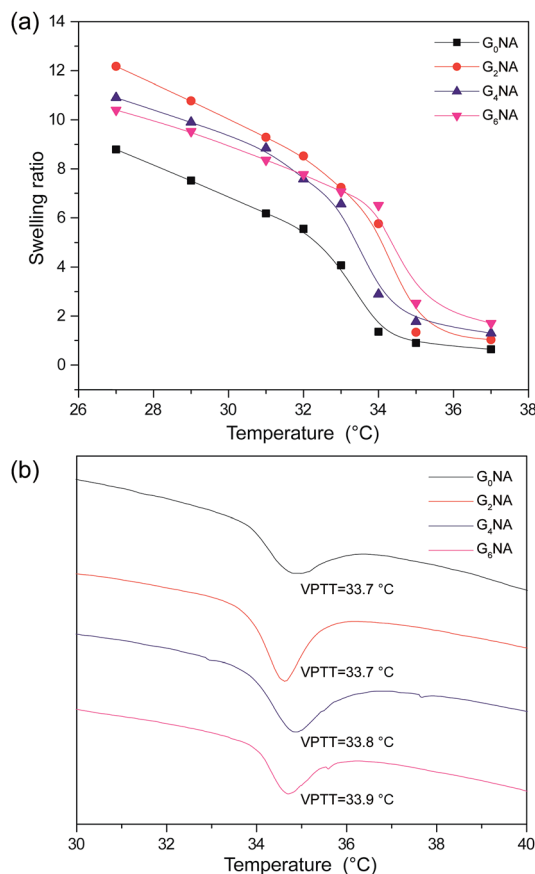 (a)
14
12
10
8
6
4
2
0
Swelling ratio
G₀NA
G₂NA
G₄NA
G₆NA
26 28 30 32 34 36 38
Temperature (°C)
(b)
G₀NA
G₂NA
G₄NA
G₆NA
VPTT=33.7 °C
VPTT=33.7 °C
VPTT=33.8 °C
VPTT=33.9 °C
30 32 34 36 38 40
Temperature (°C)